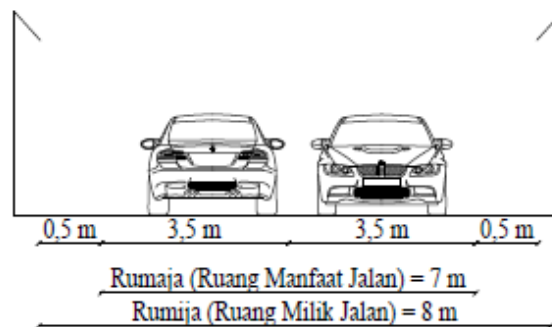 0,5 m 3,5 m 3,5 m 0,5 m
Rumaja (Ruang Manfaat Jalan) = 7 m
Rumija (Ruang Milik Jalan) = 8 m